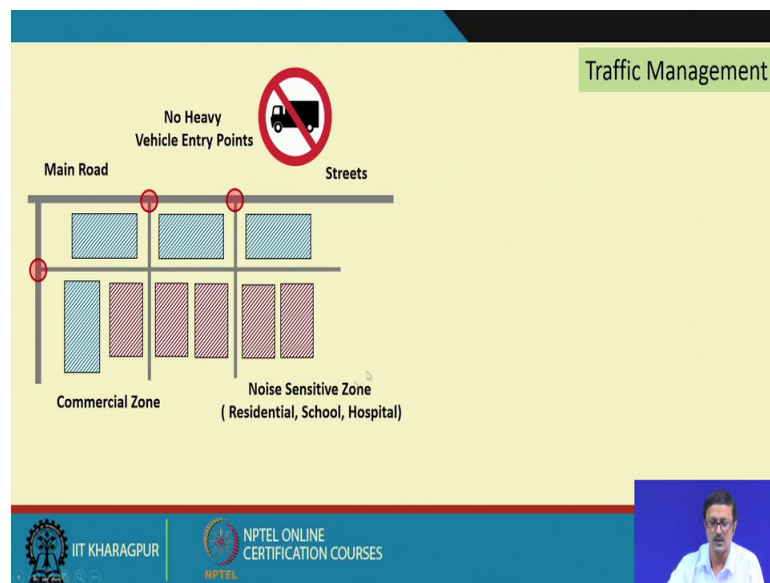 Traffic Management
No Heavy
Vehicle Entry Points
Main Road
Streets
Commercial Zone
Noise Sensitive Zone
( Residential, School, Hospital)
IIT KHARAGPUR
NPTEL
NPTEL ONLINE
CERTIFICATION COURSES